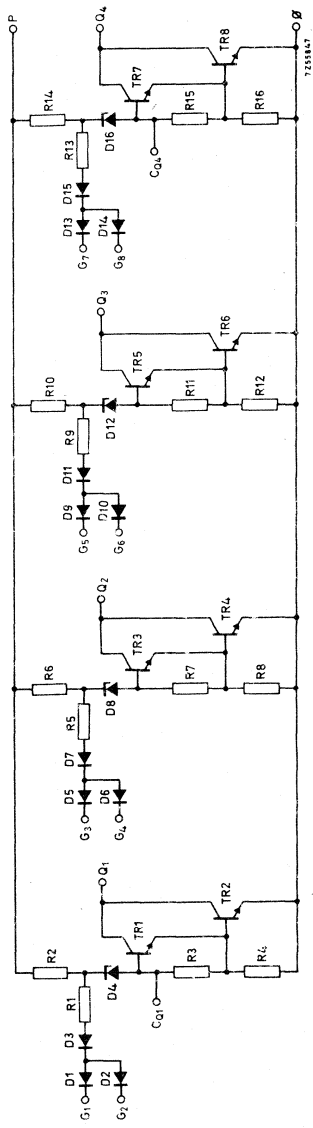 P
Q4
TR8
TR7
R14
R13
D15
D13
D14
G7
G8
D16
CQ4
R15
R16
Ø
7Z55847
Q3
TR6
TR5
R10
R9
D11
D9
D10
G5
G6
D12
R11
R12
Q2
TR4
TR3
R6
R5
D7
D5
D6
G3
G4
D8
R7
R8
Q1
TR2
TR1
R2
R1
D3
D1
D2
G1
G2
D4
CQ1
R3
R4